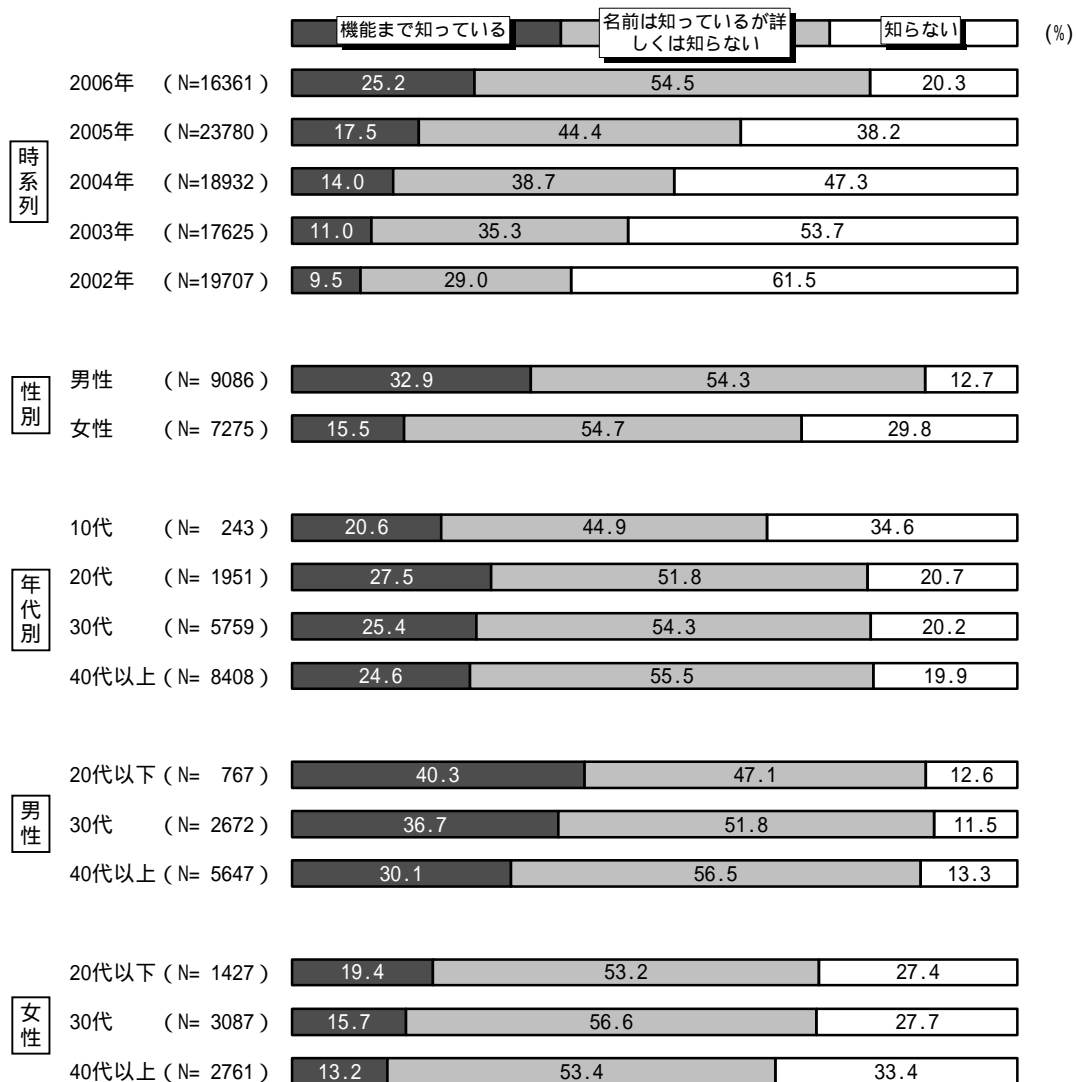 機能まで知っている 名前は知っているが詳しくは知らない 知らない (%)
時系列
2006年 (N=16361) 25.2 54.5 20.3
2005年 (N=23780) 17.5 44.4 38.2
2004年 (N=18932) 14.0 38.7 47.3
2003年 (N=17625) 11.0 35.3 53.7
2002年 (N=19707) 9.5 29.0 61.5
性別
男性 (N= 9086) 32.9 54.3 12.7
女性 (N= 7275) 15.5 54.7 29.8
年代別
10代 (N= 243) 20.6 44.9 34.6
20代 (N= 1951) 27.5 51.8 20.7
30代 (N= 5759) 25.4 54.3 20.2
40代以上 (N= 8408) 24.6 55.5 19.9
男性
20代以下 (N= 767) 40.3 47.1 12.6
30代 (N= 2672) 36.7 51.8 11.5
40代以上 (N= 5647) 30.1 56.5 13.3
女性
20代以下 (N= 1427) 19.4 53.2 27.4
30代 (N= 3087) 15.7 56.6 27.7
40代以上 (N= 2761) 13.2 53.4 33.4